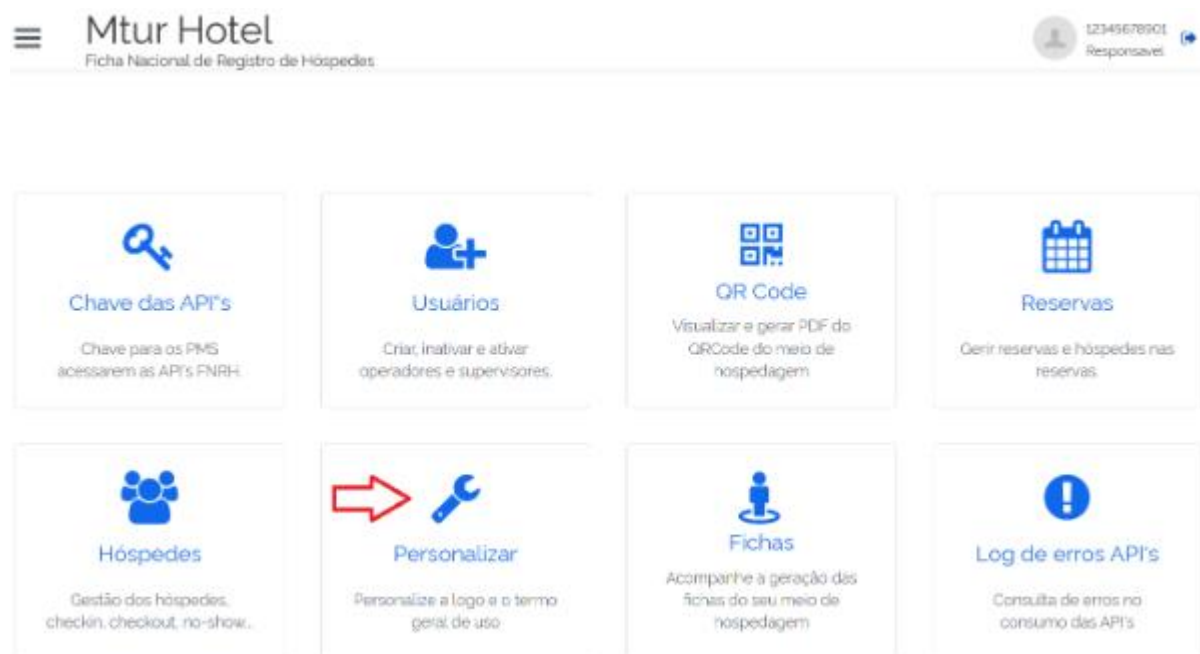 Mtur Hotel
Ficha Nacional de Registro de Hóspedes
12345678901
Responsavel
Chave das API"s
Chave para os PMS
acessarem as API's FNRH.
Usuários
Criar, inativar e ativar
operadores e supervisores.
QR Code
Visualizar e gerar PDF do
QRCode do meio de
hospedagem
Reservas
Gerir reservas e hóspedes nas
reservas.
Hóspedes
Gestão dos hóspedes,
checkin, checkout, no-show...
Personalizar
Personalize a logo e o termo
geral de uso
Fichas
Acompanhe a geração das
fichas do seu meio de
hospedagem
Log de erros API's
Consulta de erros no
consumo das API's